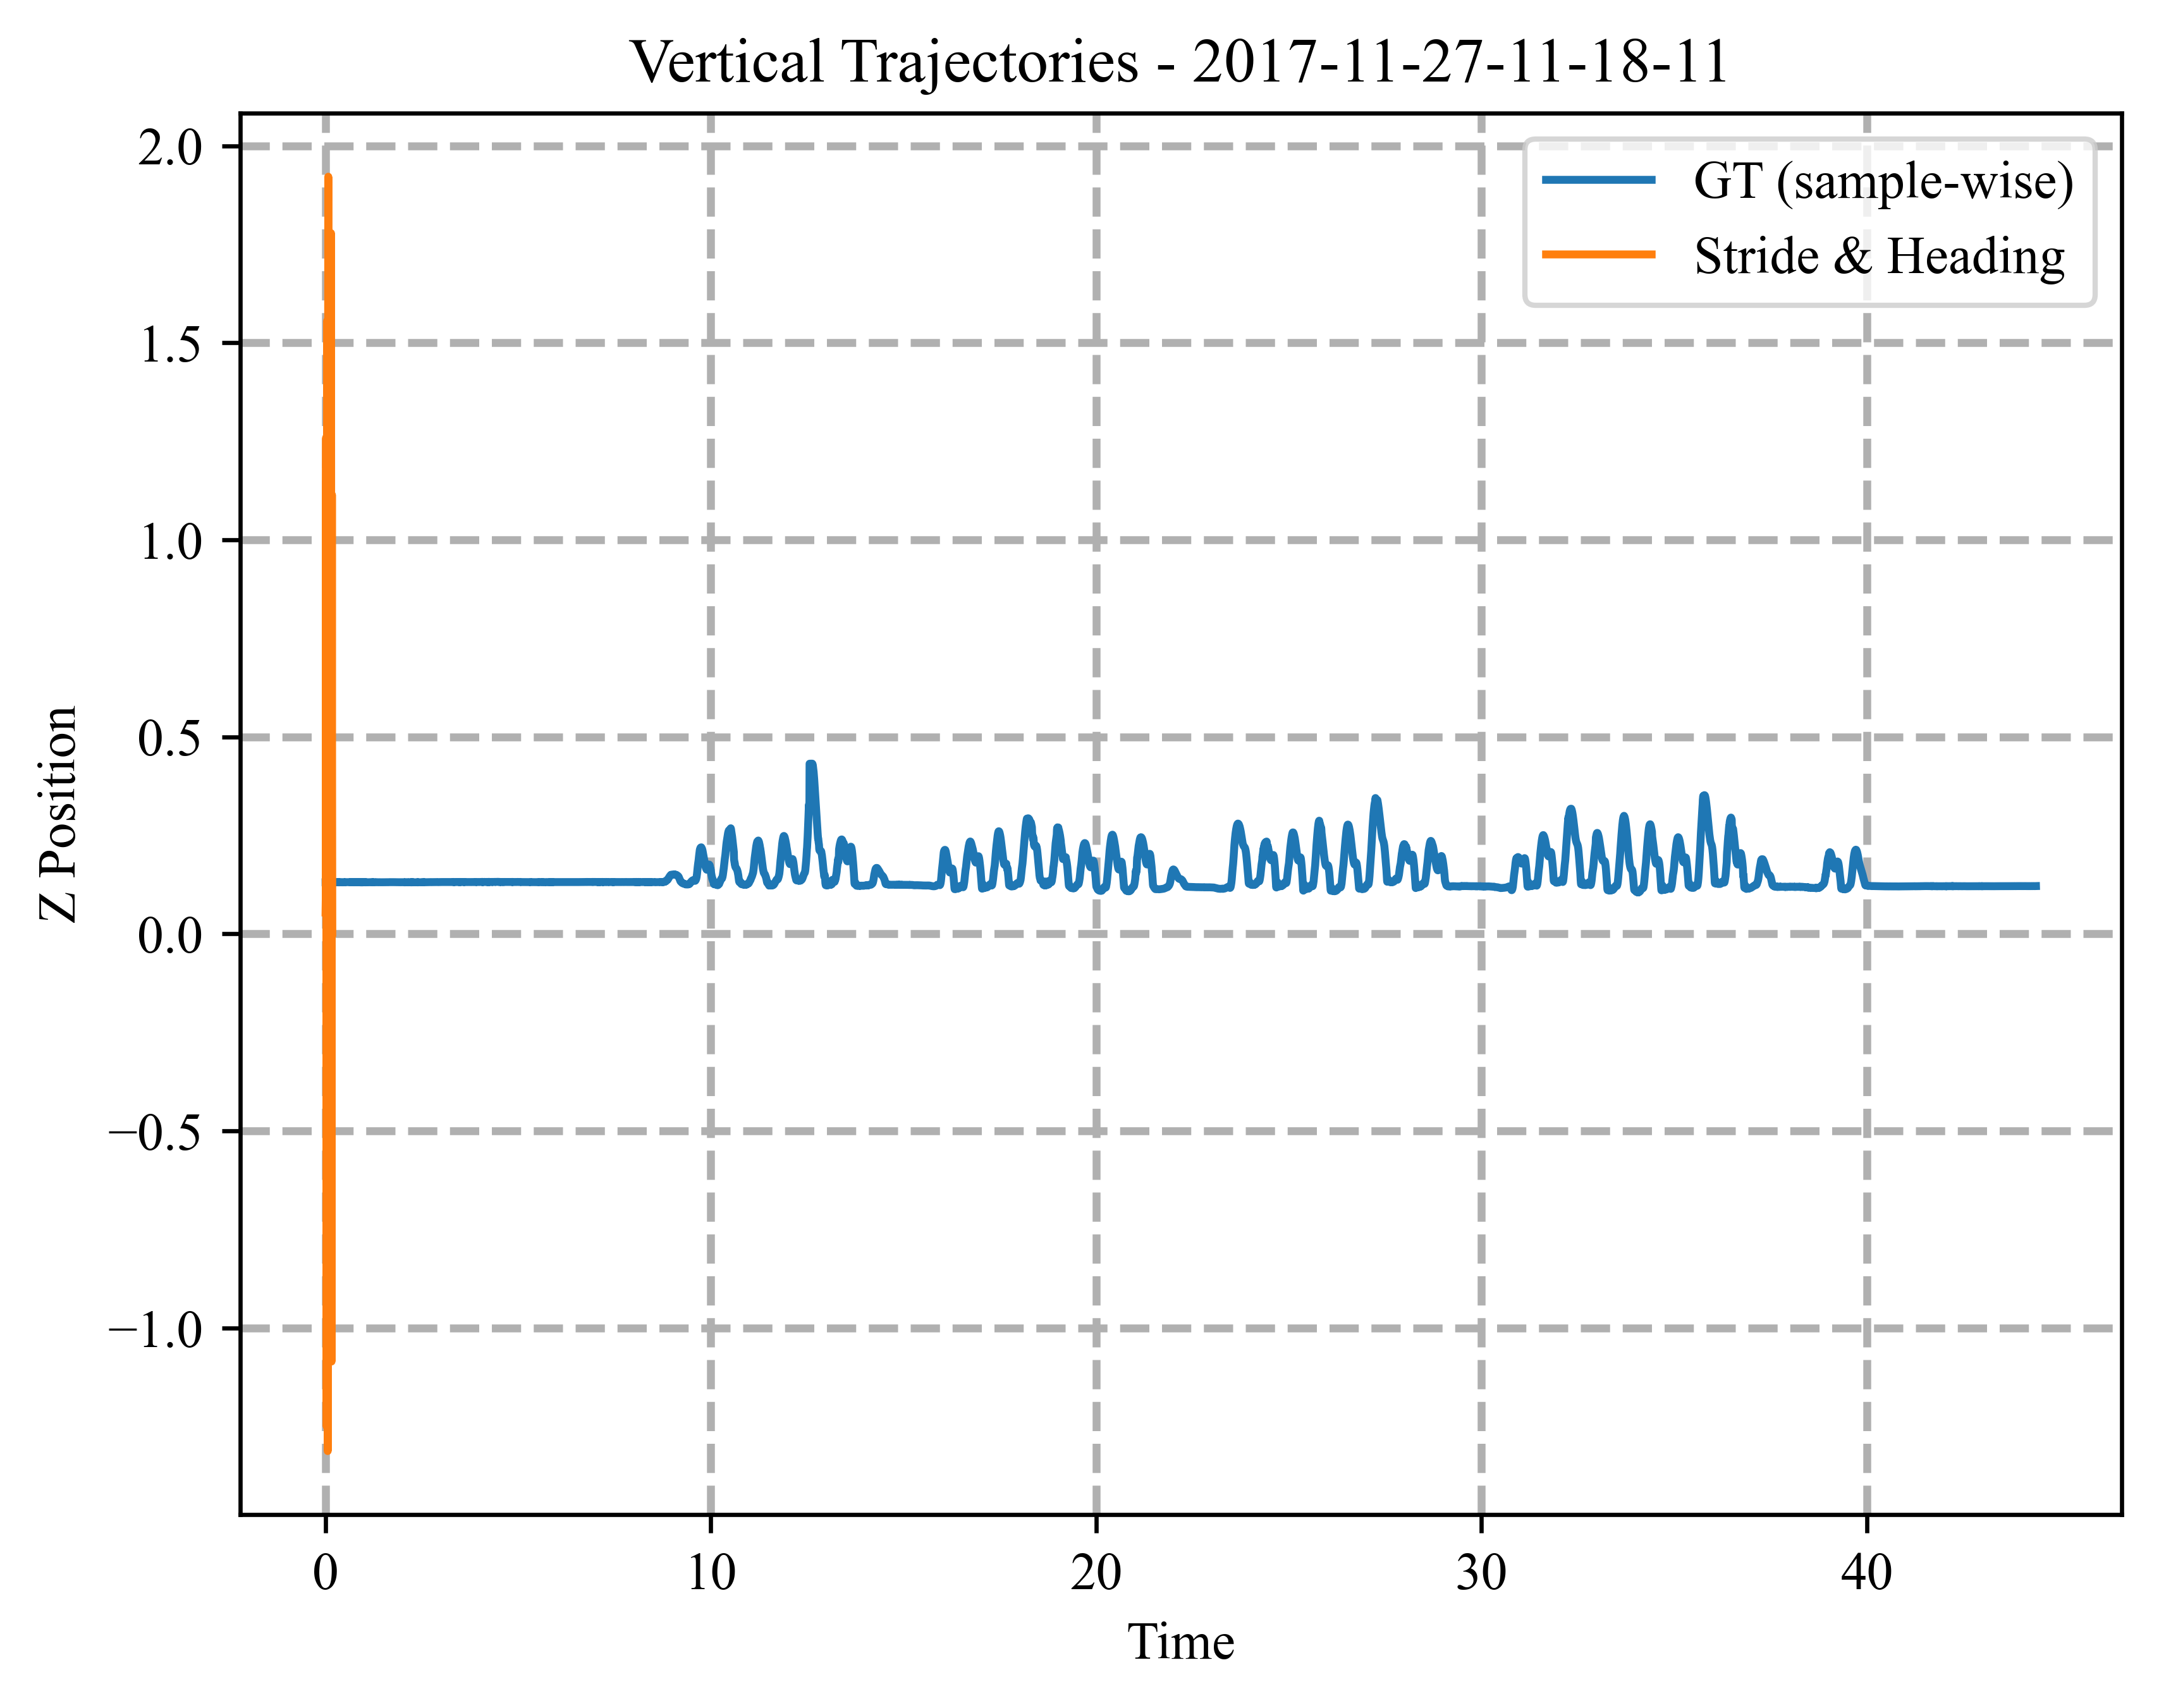 Vertical Trajectories - 2017-11-27-11-18-11
GT (sample-wise)
Stride & Heading
Z Position
2.0
1.5
1.0
0.5
0.0
−0.5
−1.0
0 10 20 30 40
Time